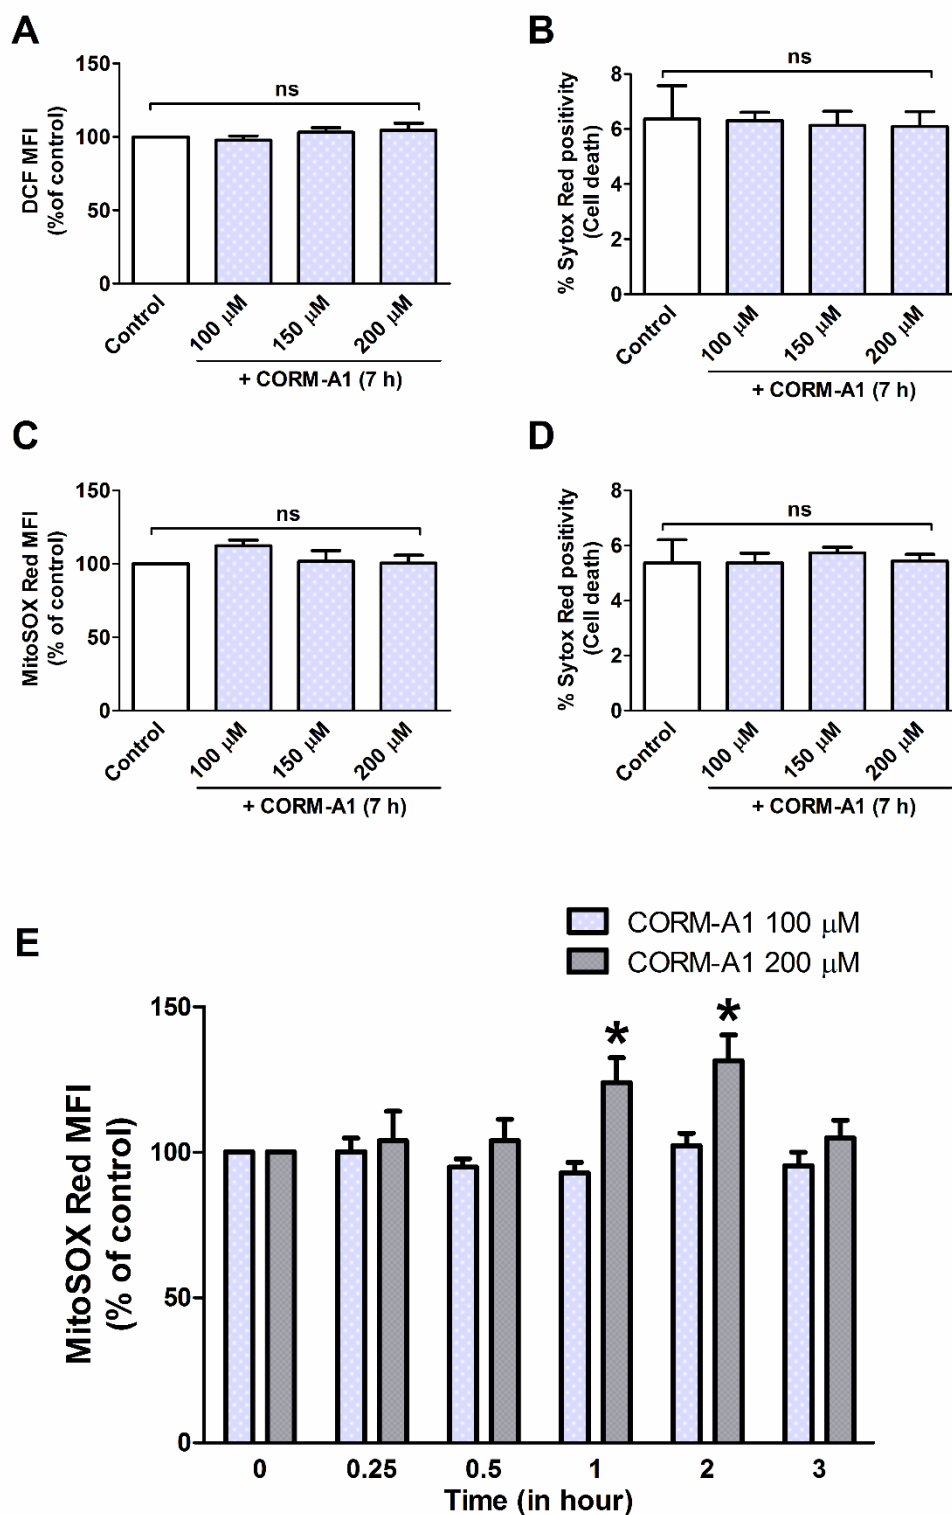 A
150
100
50
0
DCF MFI
(%of control)
ns
Control
100 μM
150 μM
200 μM
+ CORM-A1 (7 h)
B
8
6
4
2
0
% Sytox Red positivity
(Cell death)
ns
Control
100 μM
150 μM
200 μM
+ CORM-A1 (7 h)
C
150
100
50
0
MitoSOX Red MFI
(% of control)
ns
Control
100 μM
150 μM
200 μM
+ CORM-A1 (7 h)
D
8
6
4
2
0
% Sytox Red positivity
(Cell death)
ns
Control
100 μM
150 μM
200 μM
+ CORM-A1 (7 h)
E
CORM-A1 100 μM
CORM-A1 200 μM
150
100
50
0
MitoSOX Red MFI
(% of control)
* *
0 0.25 0.5 1 2 3
Time (in hour)